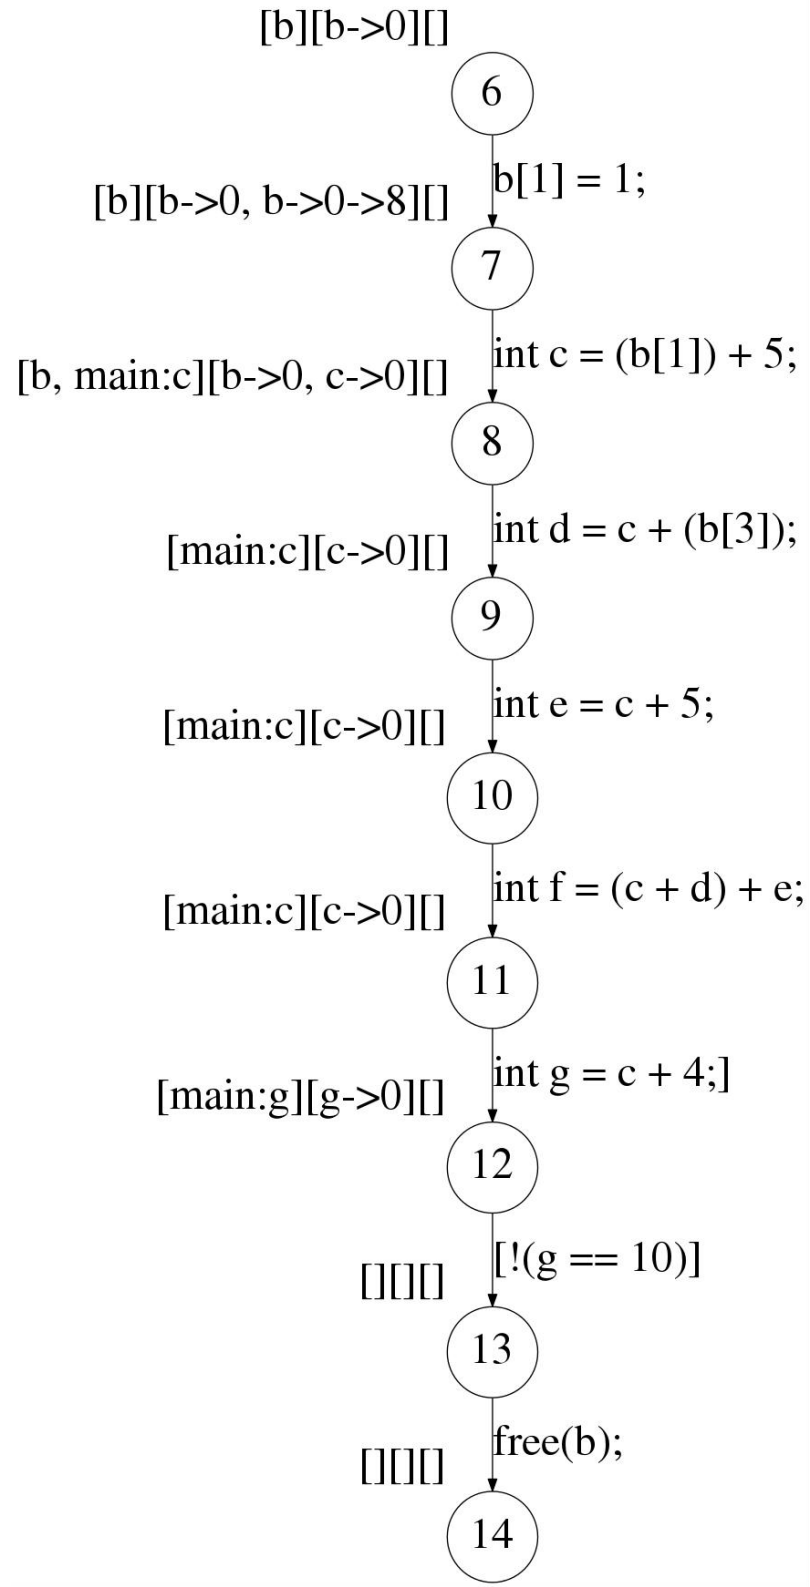 [b][b->0][]
6
b[1] = 1;
[b][b->0, b->0->8][]
7
int c = (b[1]) + 5;
[b, main:c][b->0, c->0][]
8
int d = c + (b[3]);
[main:c][c->0][]
9
int e = c + 5;
[main:c][c->0][]
10
int f = (c + d) + e;
[main:c][c->0][]
11
int g = c + 4;]
[main:g][g->0][]
12
[!(g == 10)]
[][][]
13
free(b);
[][][]
14